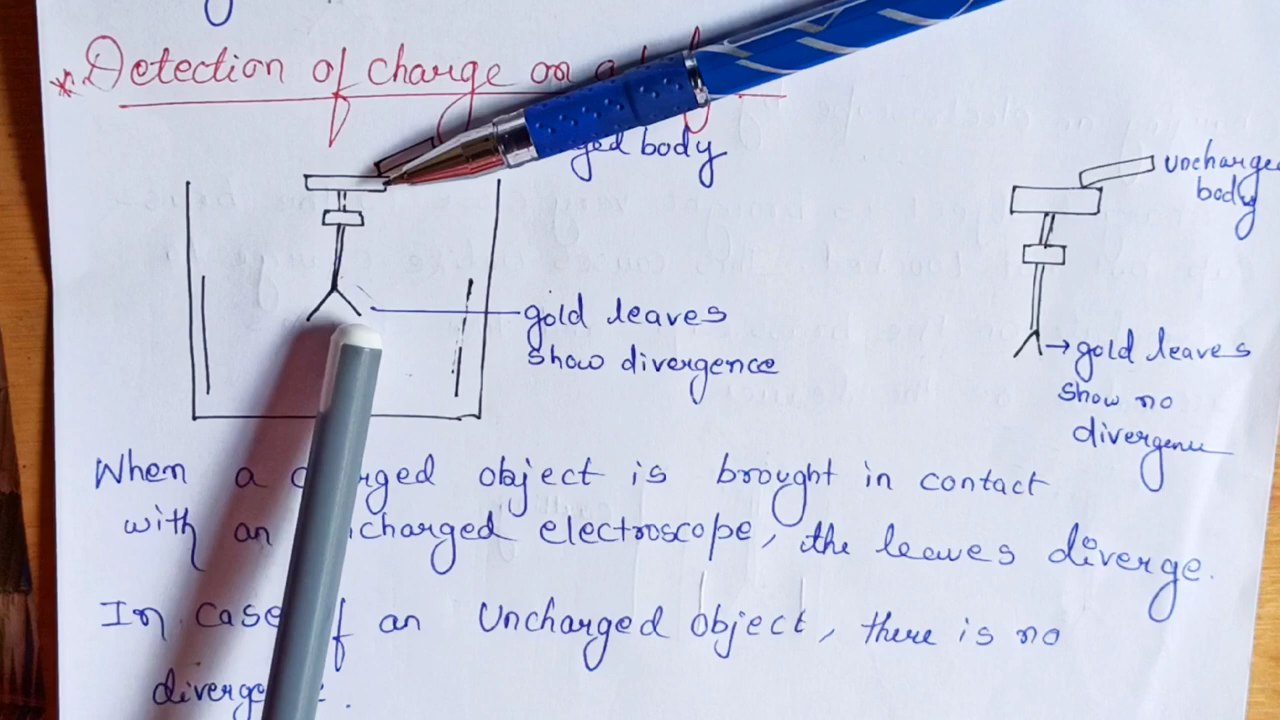 * Detection of charge on a
body
uncharge
body
gold leaves
show divergence
→ gold leaves
show no
divergence
When a charged object is brought in contact
with an uncharged electroscope, the leaves diverge.
In case of an Uncharged object, there is no